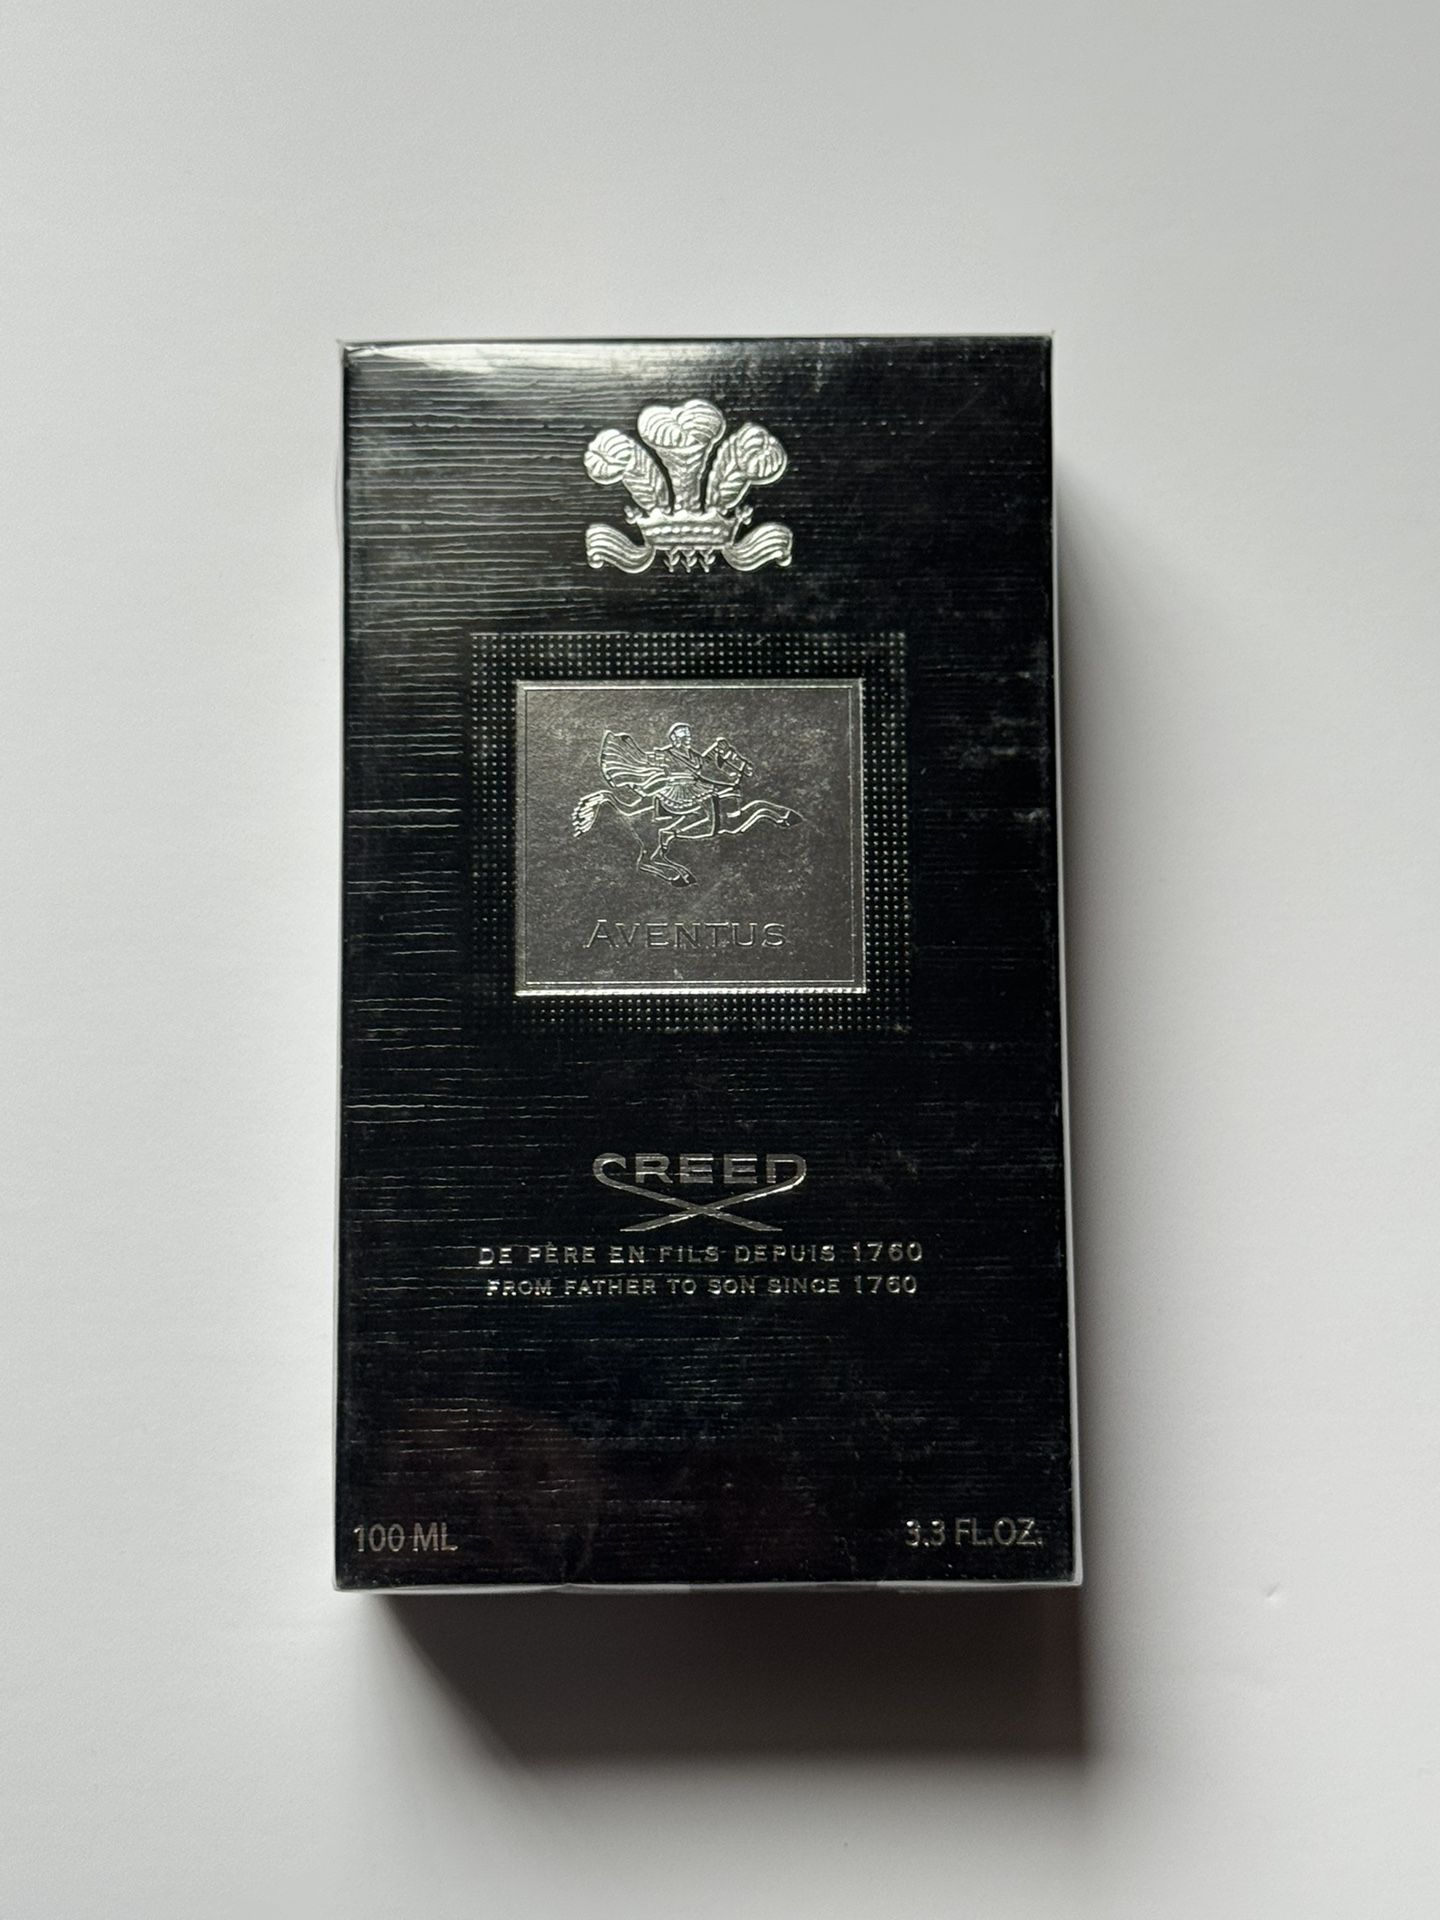 AVENTUS
CREED
DE PÈRE EN FILS DEPUIS 1760
FROM FATHER TO SON SINCE 1760
100 ML
3.3 FL.OZ.